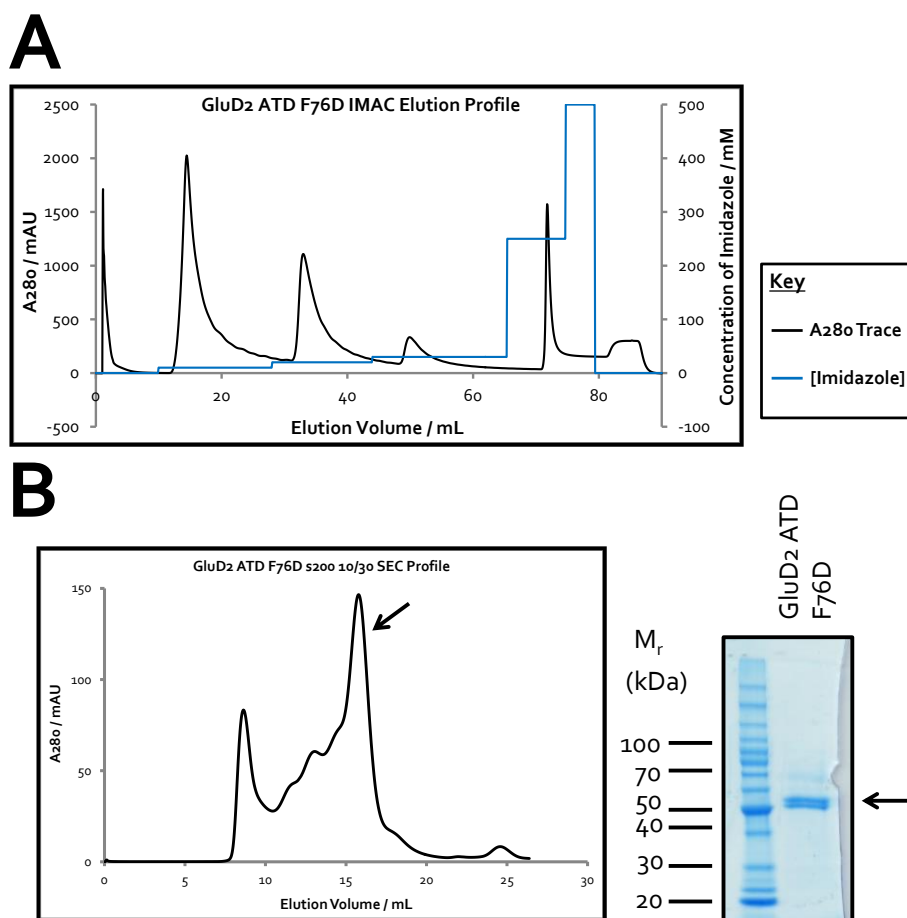 A
GluD2 ATD F76D IMAC Elution Profile
2500
2000
1500
1000
500
0
-500
A280 / mAU
0
20
40
60
80
Elution Volume / mL
500
400
300
200
100
0
-100
Concentration of Imidazole / mM
Key
A280 Trace
[Imidazole]
B
GluD2 ATD F76D s200 10/30 SEC Profile
150
100
50
0
A280 / mAU
0
5
10
15
20
25
30
Elution Volume / mL
GluD2 ATD
F76D
Mr
(kDa)
100
70
50
40
30
20